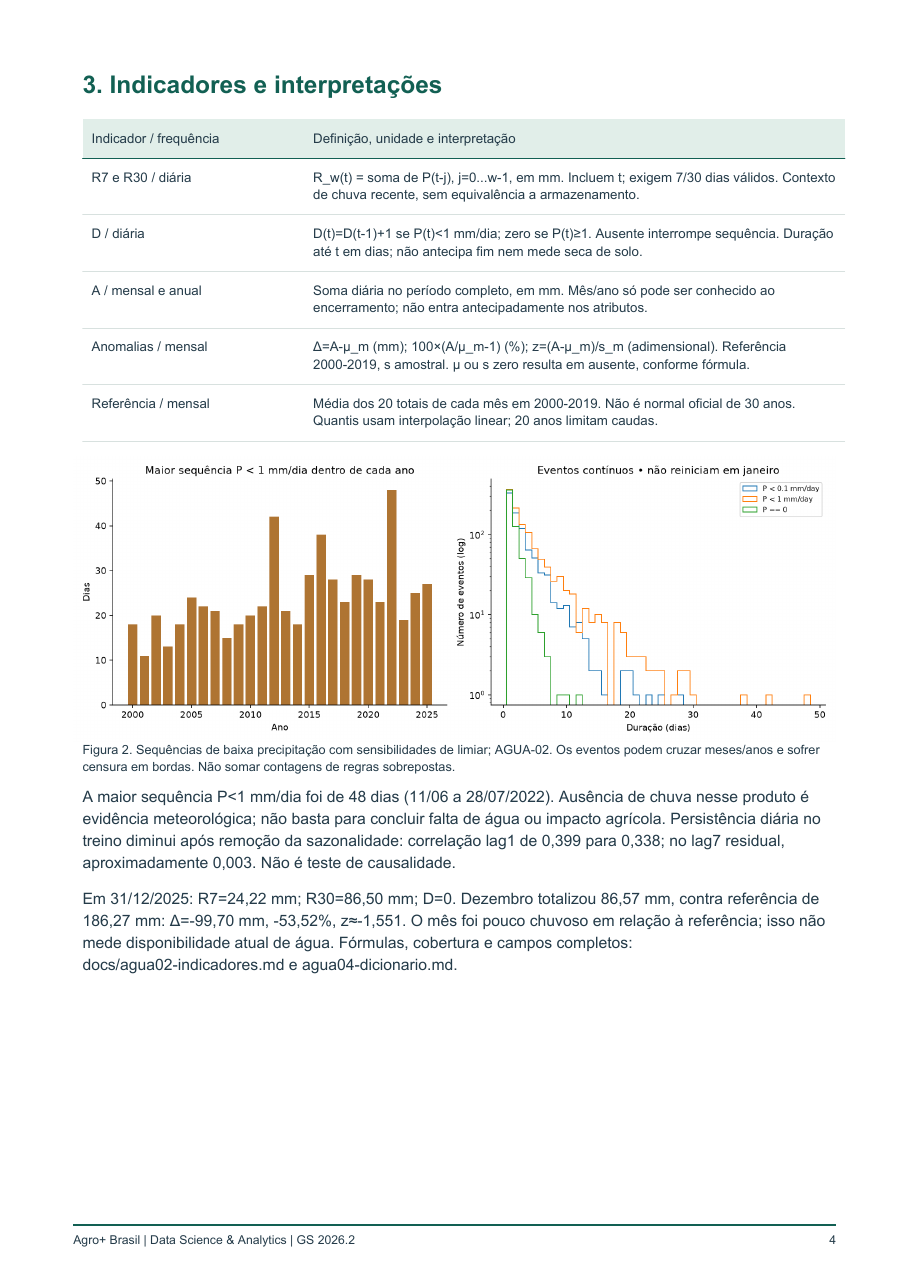 3. Indicadores e interpretações
Indicador / frequência
Definição, unidade e interpretação
R7 e R30 / diária
R_w(t) = soma de P(t-j), j=0...w-1, em mm. Incluem t; exigem 7/30 dias válidos. Contexto
de chuva recente, sem equivalência a armazenamento.
D / diária
D(t)=D(t-1)+1 se P(t)<1 mm/dia; zero se P(t)≥1. Ausente interrompe sequência. Duração
até t em dias; não antecipa fim nem mede seca de solo.
A / mensal e anual
Soma diária no período completo, em mm. Mês/ano só pode ser conhecido ao
encerramento; não entra antecipadamente nos atributos.
Anomalias / mensal
Δ=A-μ_m (mm); 100×(A/μ_m-1) (%); z=(A-μ_m)/s_m (adimensional). Referência
2000-2019, s amostral. μ ou s zero resulta em ausente, conforme fórmula.
Referência / mensal
Média dos 20 totais de cada mês em 2000-2019. Não é normal oficial de 30 anos.
Quantis usam interpolação linear; 20 anos limitam caudas.
Maior sequência P < 1 mm/dia dentro de cada ano
50
40
30
20
10
0
Dias
2000 2005 2010 2015 2020 2025
Ano
Eventos contínuos • não reiniciam em janeiro
P < 0.1 mm/day
P < 1 mm/day
P == 0
Número de eventos (log)
10²
10¹
10⁰
0 10 20 30 40 50
Duração (dias)
Figura 2. Sequências de baixa precipitação com sensibilidades de limiar; AGUA-02. Os eventos podem cruzar meses/anos e sofrer
censura em bordas. Não somar contagens de regras sobrepostas.
A maior sequência P<1 mm/dia foi de 48 dias (11/06 a 28/07/2022). Ausência de chuva nesse produto é
evidência meteorológica; não basta para concluir falta de água ou impacto agrícola. Persistência diária no
treino diminui após remoção da sazonalidade: correlação lag1 de 0,399 para 0,338; no lag7 residual,
aproximadamente 0,003. Não é teste de causalidade.
Em 31/12/2025: R7=24,22 mm; R30=86,50 mm; D=0. Dezembro totalizou 86,57 mm, contra referência de
186,27 mm: Δ=-99,70 mm, -53,52%, z≈-1,551. O mês foi pouco chuvoso em relação à referência; isso não
mede disponibilidade atual de água. Fórmulas, cobertura e campos completos:
docs/agua02-indicadores.md e agua04-dicionario.md.
Agro+ Brasil | Data Science & Analytics | GS 2026.2
4